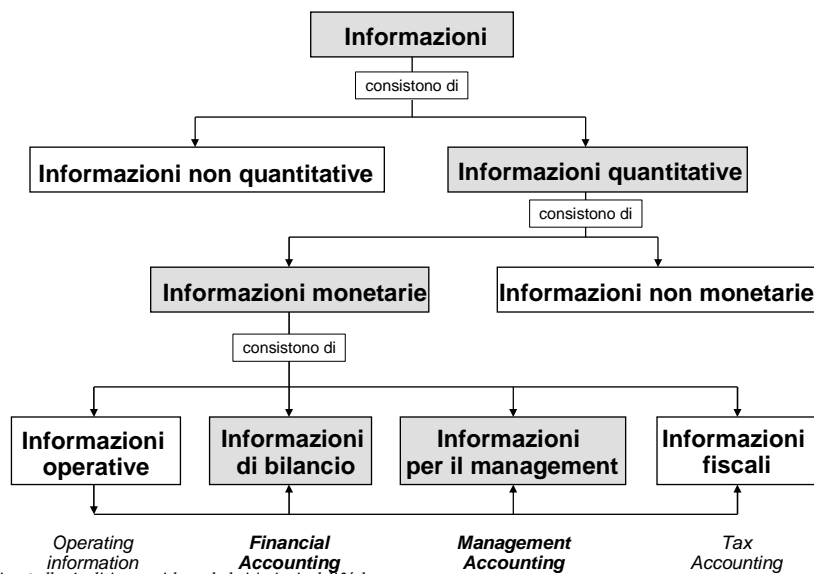 Informazioni
consistono di
Informazioni non quantitative
Informazioni quantitative
consistono di
Informazioni monetarie
Informazioni non monetarie
consistono di
Informazioni
operative
Informazioni
di bilancio
Informazioni
per il management
Informazioni
fiscali
Operating
information
Financial
Accounting
Management
Accounting
Tax
Accounting